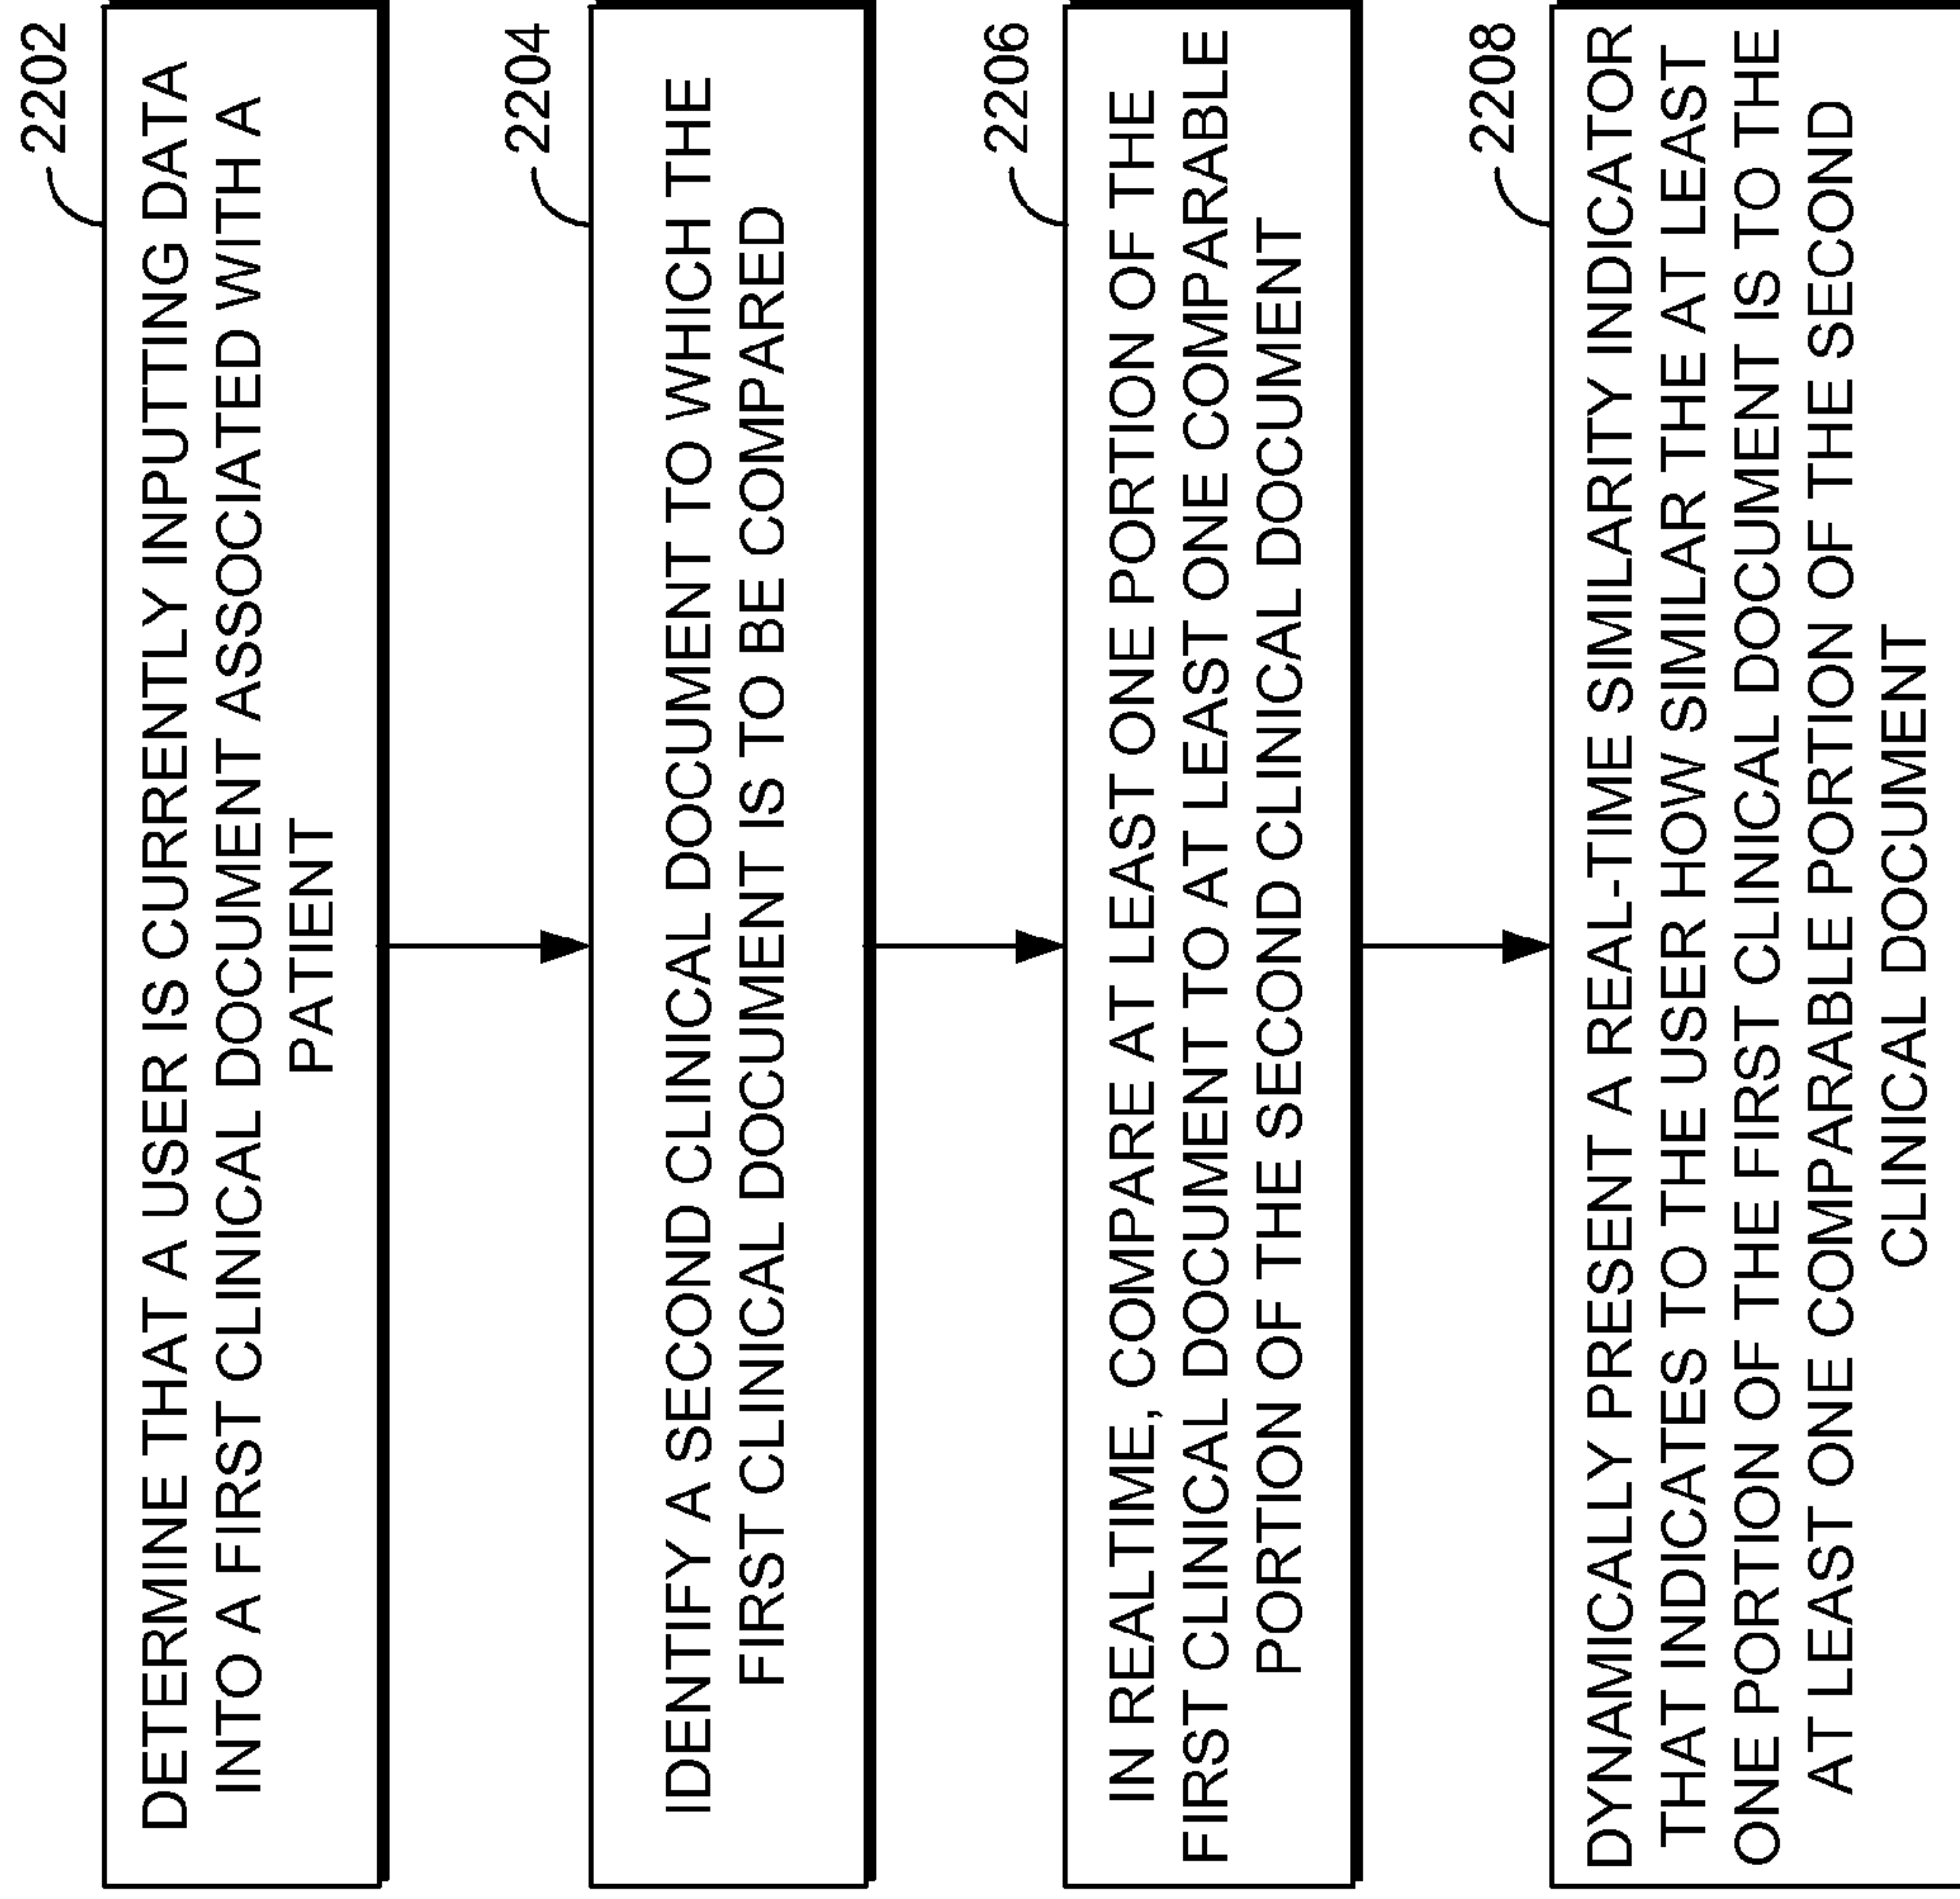 2202
DETERMINE THAT A USER IS CURRENTLY INPUTTING DATA
INTO A FIRST CLINICAL DOCUMENT ASSOCIATED WITH A
PATIENT
2204
IDENTIFY A SECOND CLINICAL DOCUMENT TO WHICH THE
FIRST CLINICAL DOCUMENT IS TO BE COMPARED
2206
IN REALTIME, COMPARE AT LEAST ONE PORTION OF THE
FIRST CLINICAL DOCUMENT TO AT LEAST ONE COMPARABLE
PORTION OF THE SECOND CLINICAL DOCUMENT
2208
DYNAMICALLY PRESENT A REAL-TIME SIMILARITY INDICATOR
THAT INDICATES TO THE USER HOW SIMILAR THE AT LEAST
ONE PORTION OF THE FIRST CLINICAL DOCUMENT IS TO THE
AT LEAST ONE COMPARABLE PORTION OF THE SECOND
CLINICAL DOCUMENT